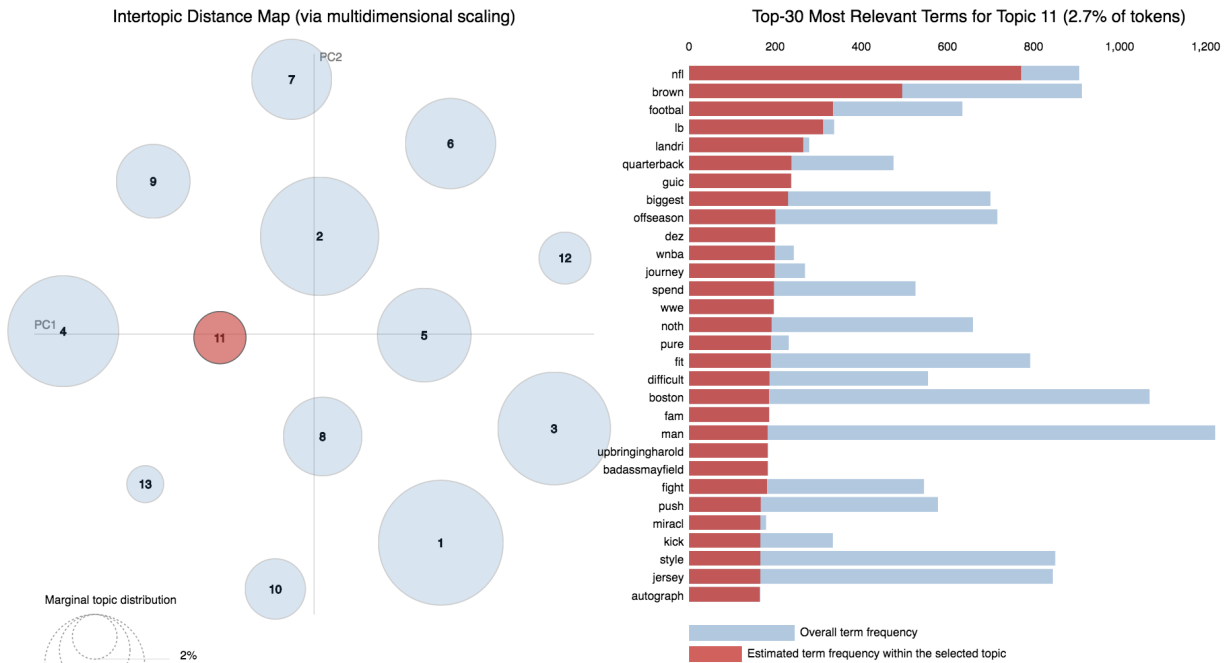 Intertopic Distance Map (via multidimensional scaling)
PC2
7
6
9
2
12
PC1
4
11
5
8
3
13
1
10
Marginal topic distribution
2%
Top-30 Most Relevant Terms for Topic 11 (2.7% of tokens)
0 200 400 600 800 1,000 1,200
nfl
brown
footbal
lb
landri
quarterback
guic
biggest
offseason
dez
wnba
journey
spend
wwe
noth
pure
fit
difficult
boston
fam
man
upbringingharold
badassmayfield
fight
push
miracl
kick
style
jersey
autograph
Overall term frequency
Estimated term frequency within the selected topic